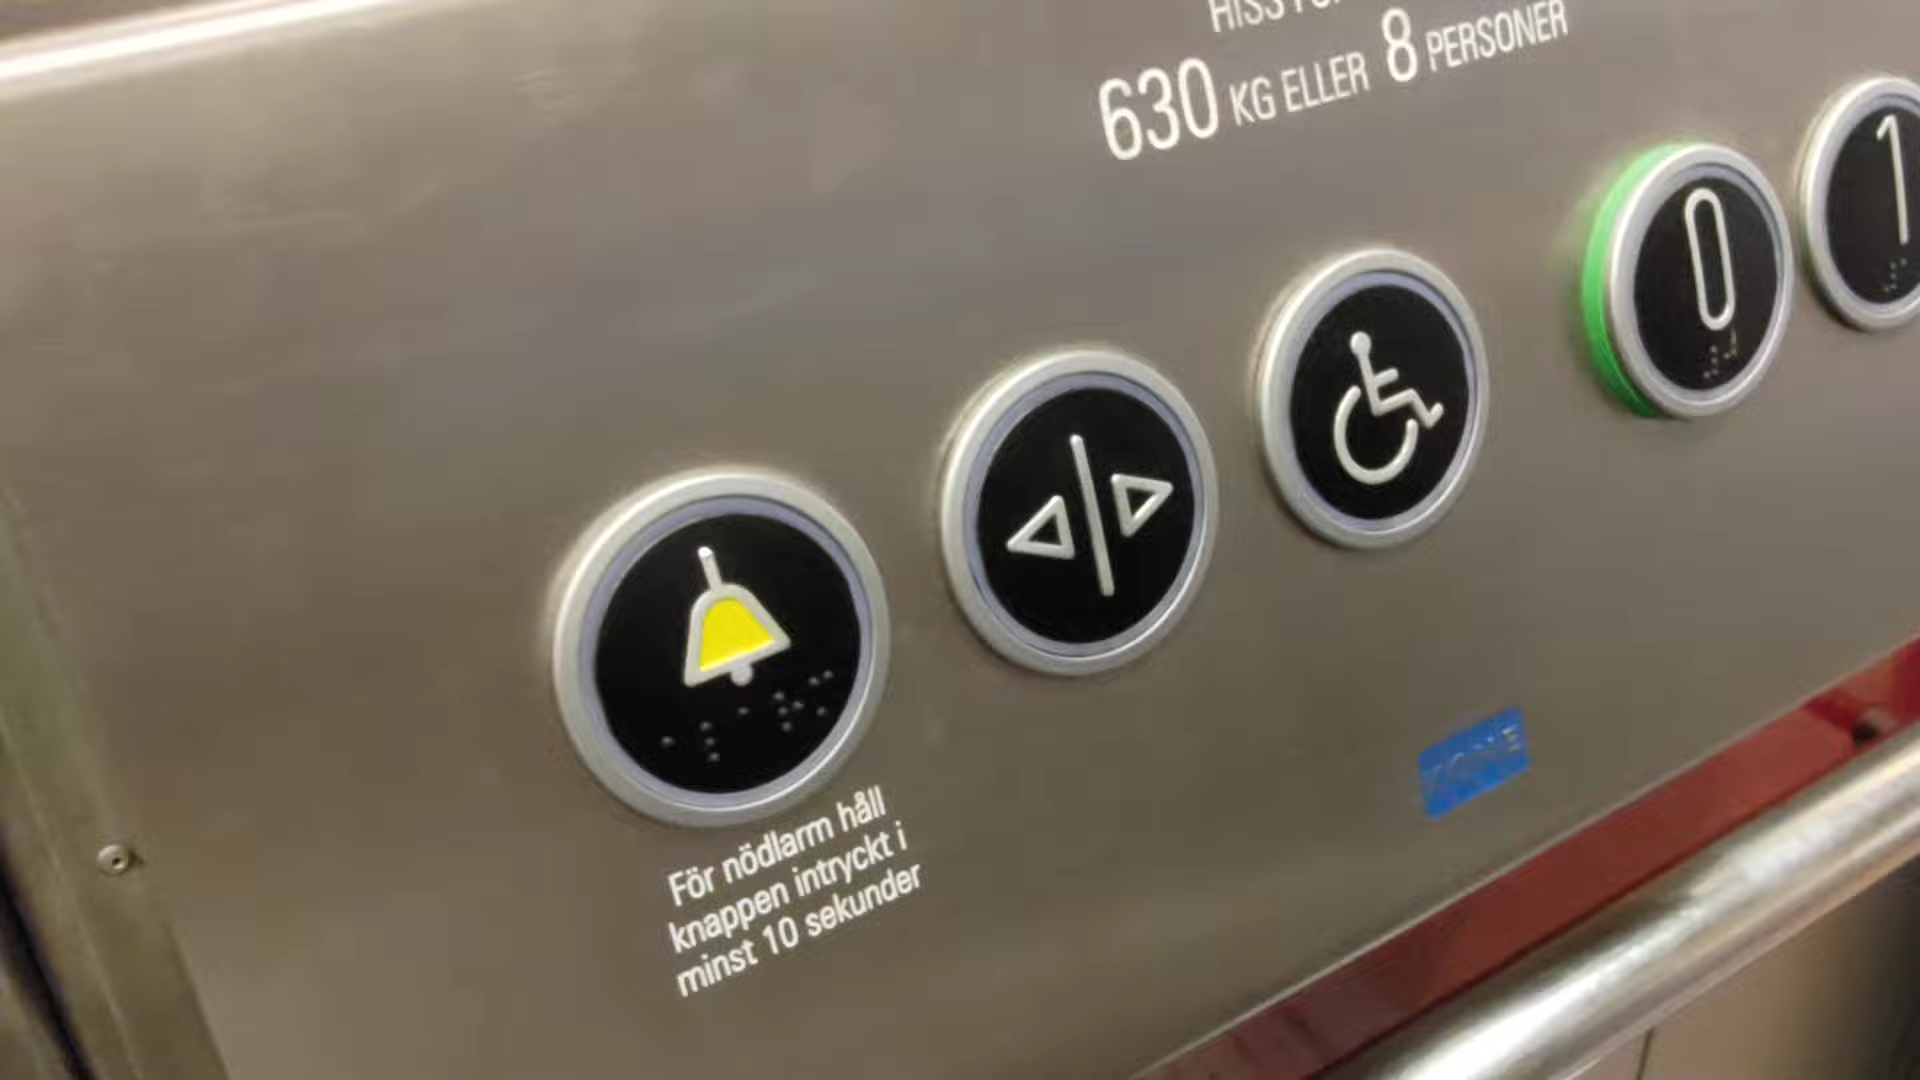 630 KG ELLER 8 PERSONER
0
1
För nödlarm håll
knappen intryckt i
minst 10 sekunder
KONE